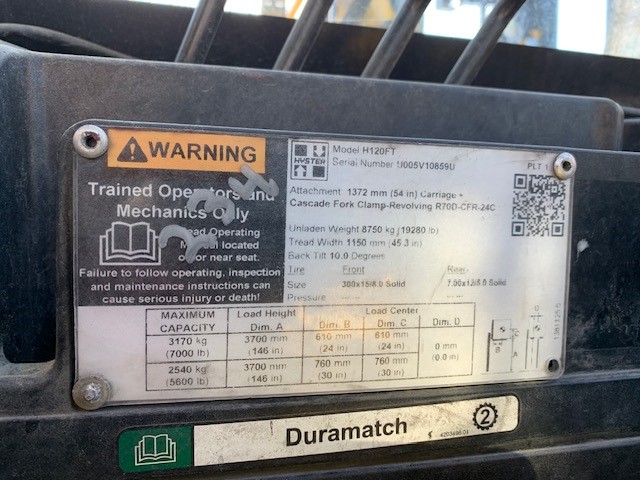 WARNING
Trained Operators and
Mechanics Only
Read Operating
Manual located
on or near seat.
Failure to follow operating, inspection
and maintenance instructions can
cause serious injury or death!
234
HYSTER
Model H120FT
Serial Number U005V10859U
PLT 1
Attachment 1372 mm (54 in) Carriage +
Cascade Fork Clamp-Revolving R70D-CFR-24C
Unladen Weight 8750 kg /19280 lb)
Tread Width 1150 mm (45.3 in)
Back Tilt 10.0 Degrees
Tire Front Rear
Size 300x15/8.0 Solid 7.00x12/5.0 Solid
Pressure
MAXIMUM CAPACITY Load Height Dim. A Load Center Dim. B Dim. C Dim. D
3170 kg (7000 lb) 3700 mm (146 in) 610 mm (24 in) 610 mm (24 in) 0 mm (0.0 in)
2540 kg (5600 lb) 3700 mm (146 in) 760 mm (30 in) 760 mm (30 in)
B C A D
Duramatch 2